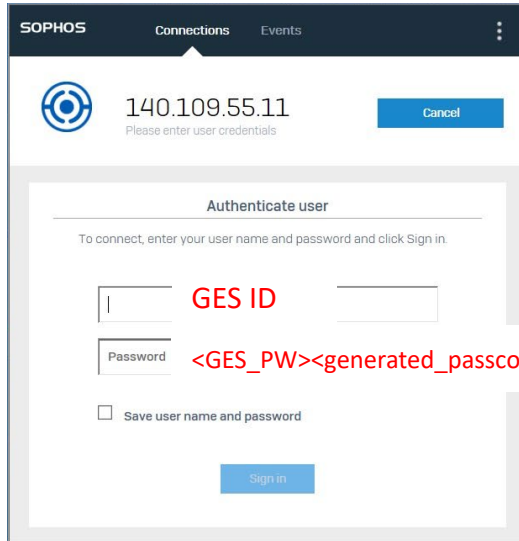 SOPHOS Connections Events
140.109.55.11
Please enter user credentials
Cancel
Authenticate user
To connect, enter your user name and password and click Sign in.
GES ID
Password <GES_PW><generated_passco
Save user name and password
Sign in